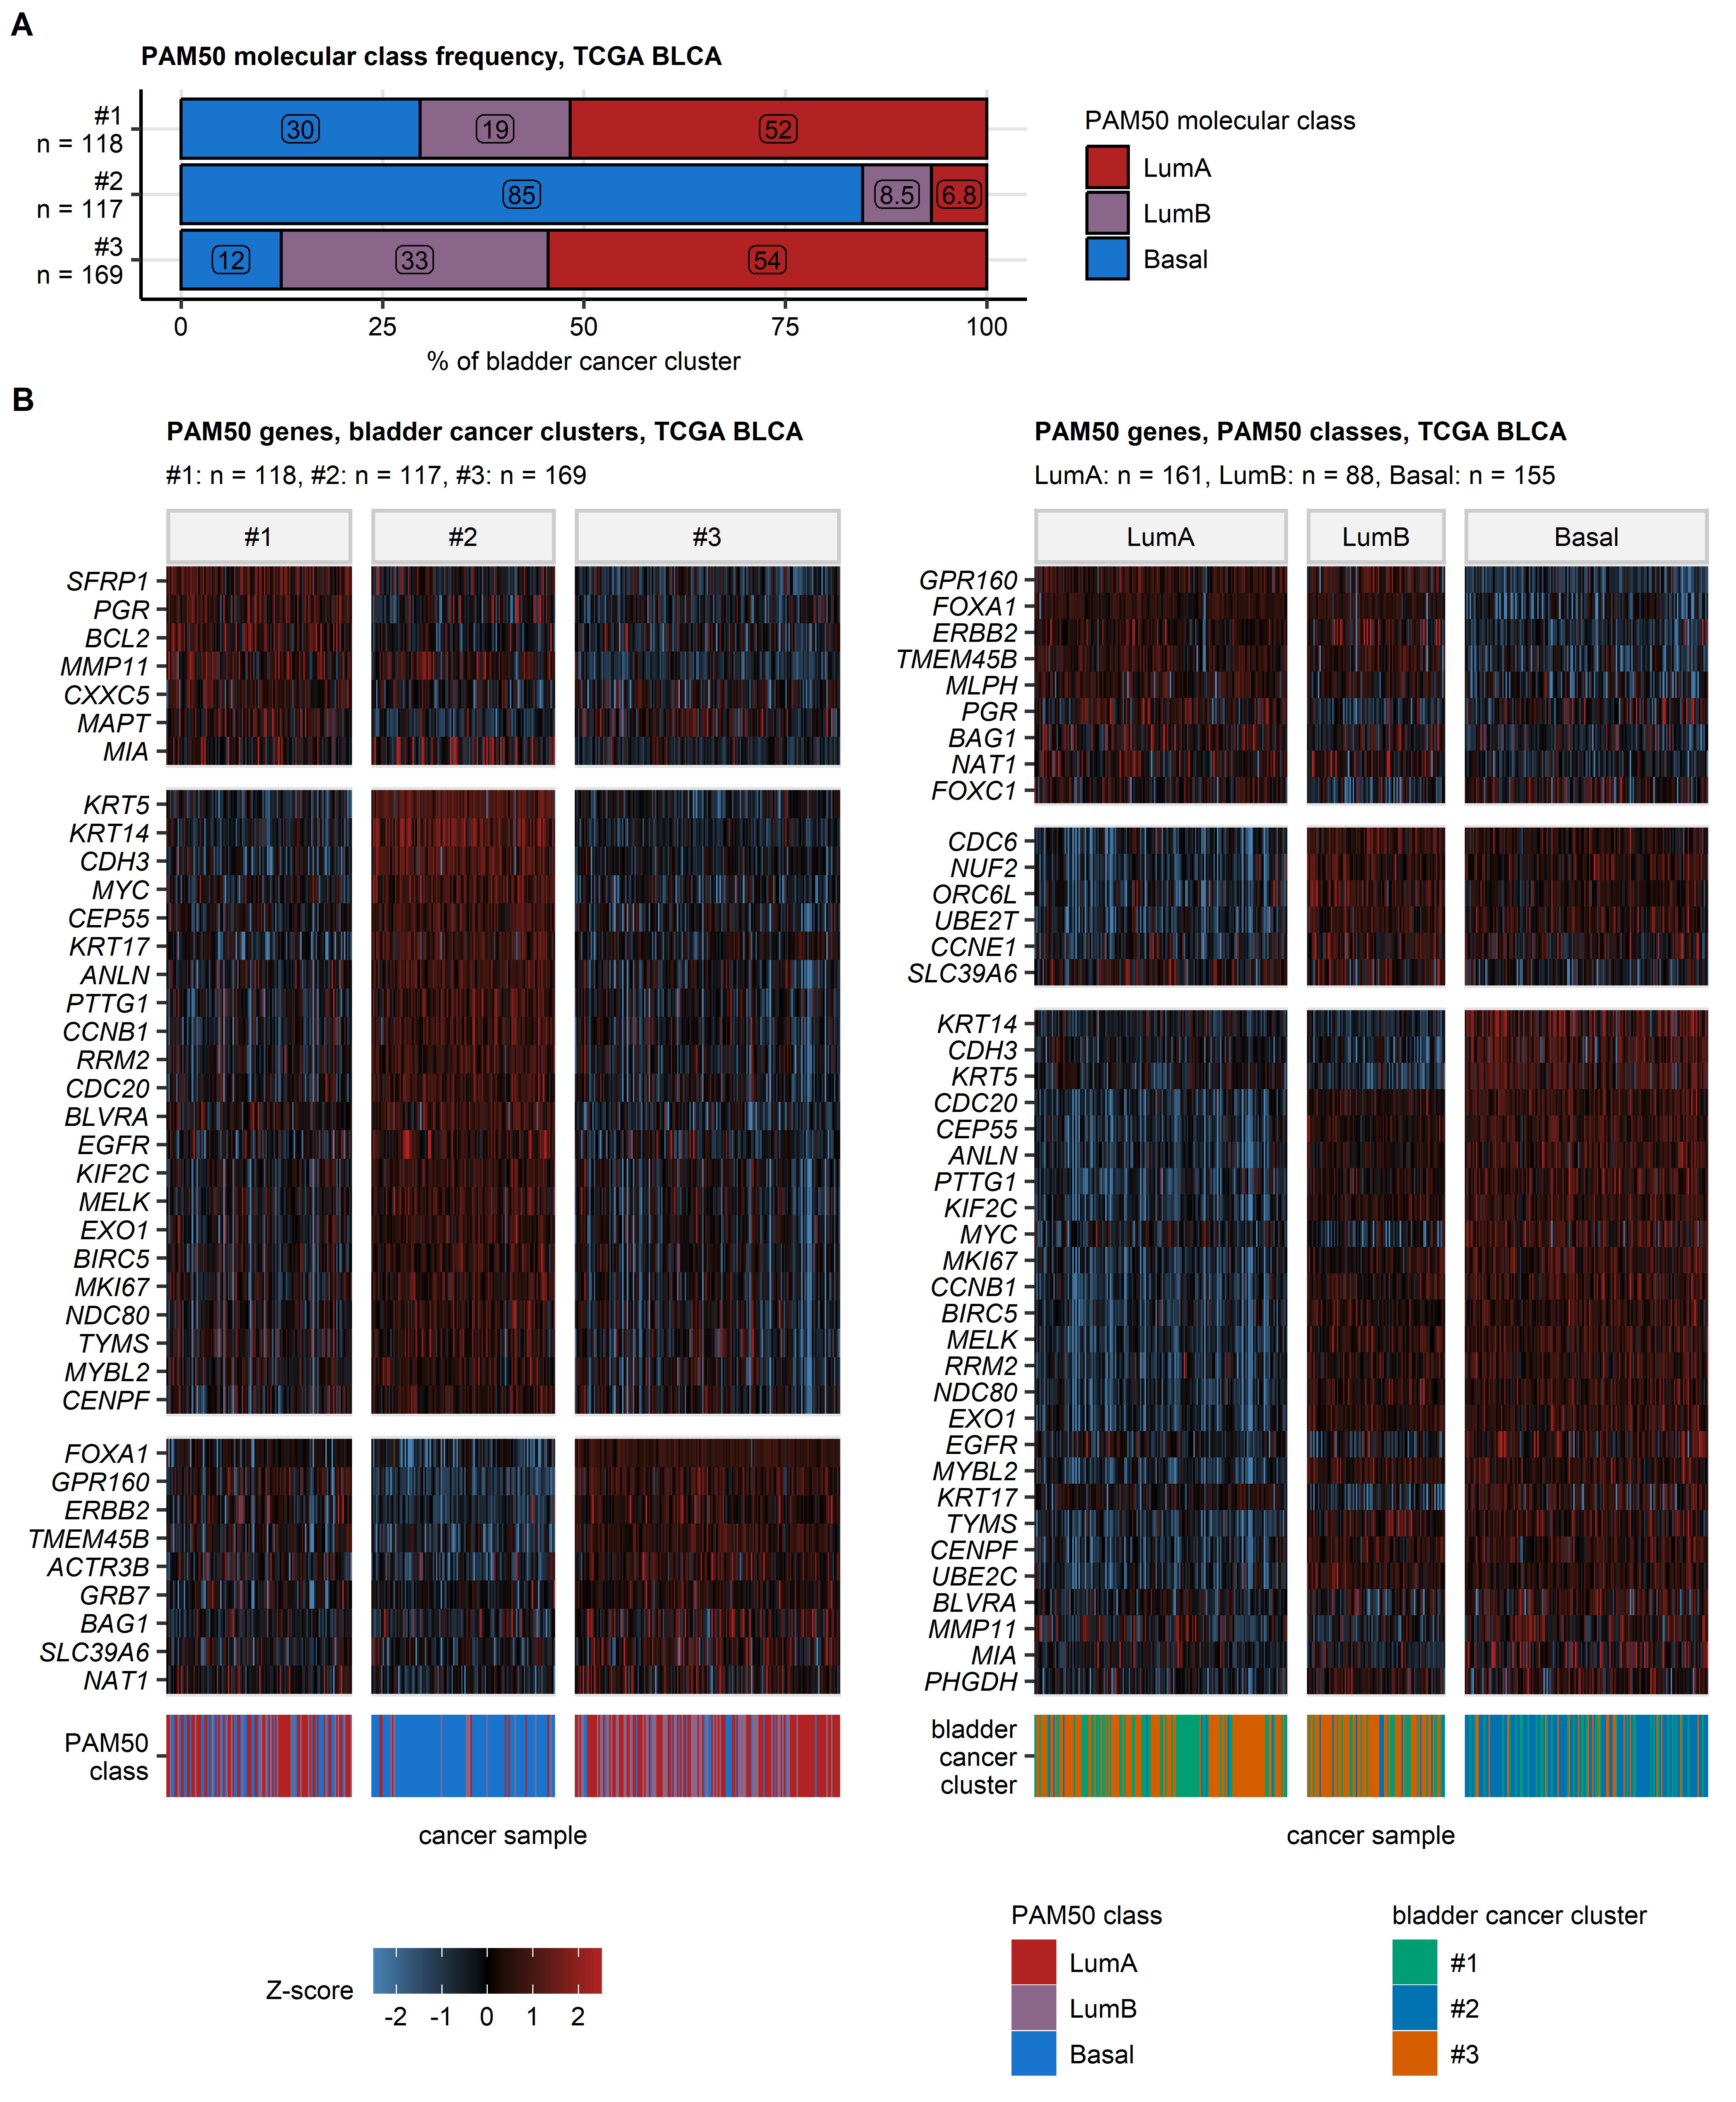 A
PAM50 molecular class frequency, TCGA BLCA
#1
n = 118
#2
n = 117
#3
n = 169
30
19
52
85
8.5
6.8
12
33
54
0
25
50
75
100
% of bladder cancer cluster
PAM50 molecular class
LumA
LumB
Basal
B
PAM50 genes, bladder cancer clusters, TCGA BLCA
#1: n = 118, #2: n = 117, #3: n = 169
#1
#2
#3
SFRP1
PGR
BCL2
MMP11
CXXC5
MAPT
MIA
KRT5
KRT14
CDH3
MYC
CEP55
KRT17
ANLN
PTTG1
CCNB1
RRM2
CDC20
BLVRA
EGFR
KIF2C
MELK
EXO1
BIRC5
MKI67
NDC80
TYMS
MYBL2
CENPF
FOXA1
GPR160
ERBB2
TMEM45B
ACTR3B
GRB7
BAG1
SLC39A6
NAT1
PAM50
class
cancer sample
PAM50 genes, PAM50 classes, TCGA BLCA
LumA: n = 161, LumB: n = 88, Basal: n = 155
LumA
LumB
Basal
GPR160
FOXA1
ERBB2
TMEM45B
MLPH
PGR
BAG1
NAT1
FOXC1
CDC6
NUF2
ORC6L
UBE2T
CCNE1
SLC39A6
KRT14
CDH3
KRT5
CDC20
CEP55
ANLN
PTTG1
KIF2C
MYC
MKI67
CCNB1
BIRC5
MELK
RRM2
NDC80
EXO1
EGFR
MYBL2
KRT17
TYMS
CENPF
UBE2C
BLVRA
MMP11
MIA
PHGDH
bladder
cancer
cluster
cancer sample
Z-score
-2
-1
0
1
2
PAM50 class
LumA
LumB
Basal
bladder cancer cluster
#1
#2
#3